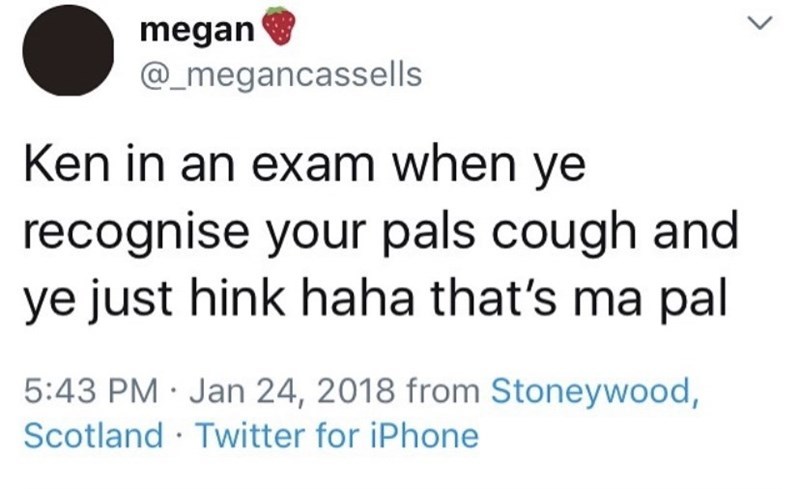 megan🍓
@_megancassells
Ken in an exam when ye
recognise your pals cough and
ye just hink haha that’s ma pal
5:43 PM · Jan 24, 2018 from Stoneywood,
Scotland · Twitter for iPhone